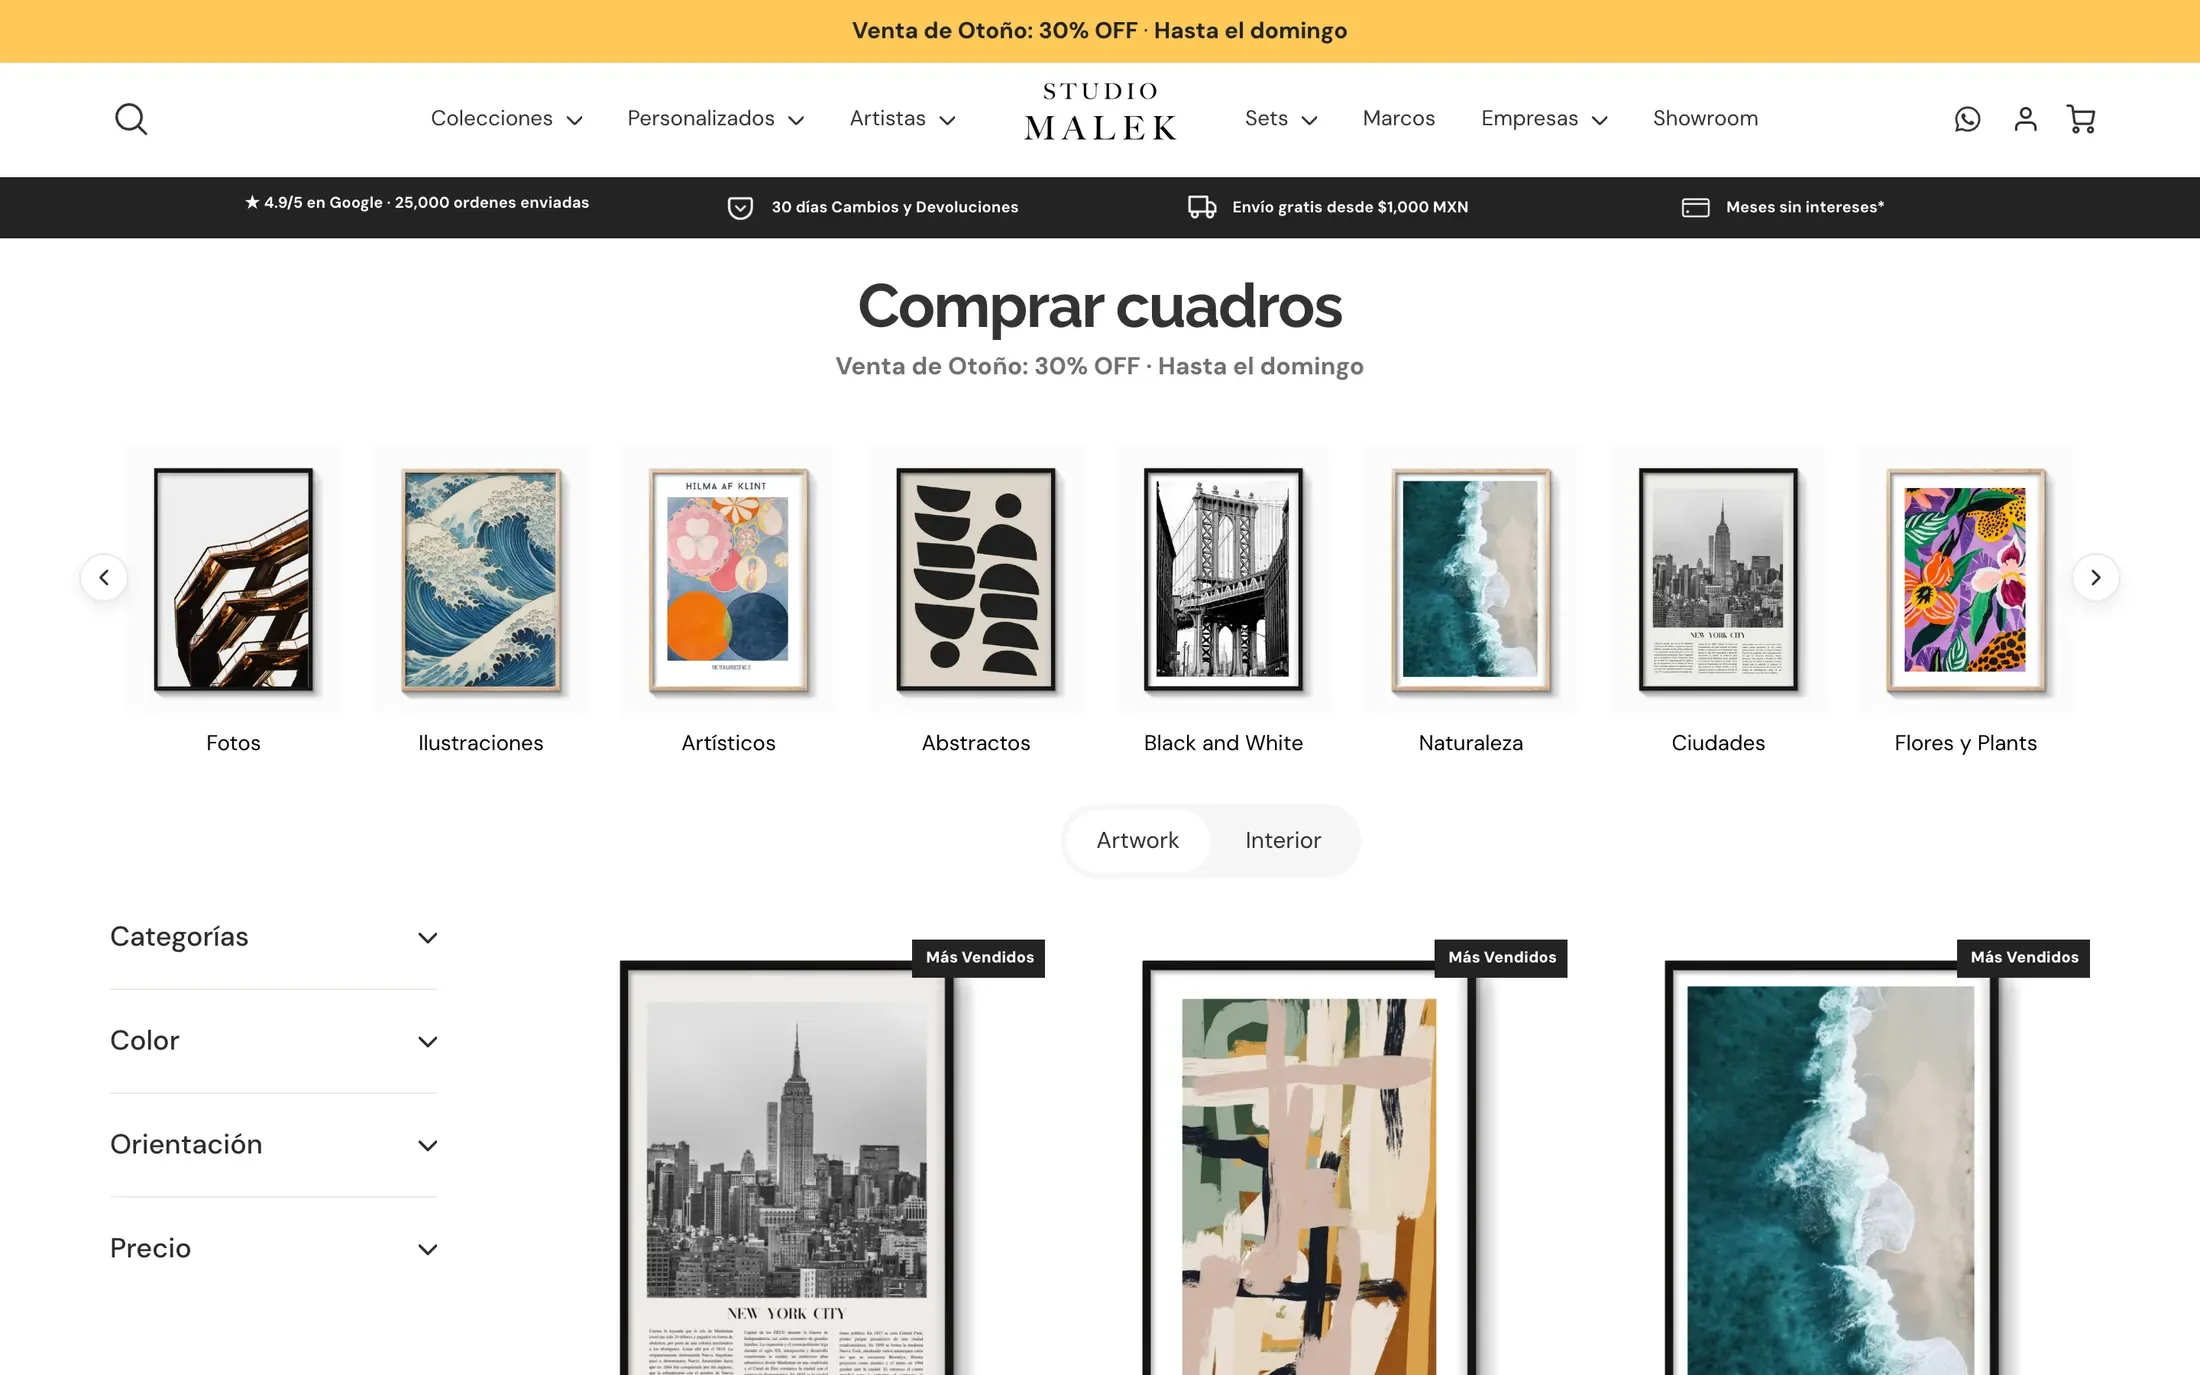 Venta de Otoño: 30% OFF · Hasta el domingo
Colecciones
Personalizados
Artistas
STUDIO
MALEK
Sets
Marcos
Empresas
Showroom
★ 4.9/5 en Google · 25,000 ordenes enviadas
30 días Cambios y Devoluciones
Envío gratis desde $1,000 MXN
Meses sin intereses*
Comprar cuadros
Venta de Otoño: 30% OFF · Hasta el domingo
HILMA AF KLINT
NEW YORK CITY
Fotos
Ilustraciones
Artísticos
Abstractos
Black and White
Naturaleza
Ciudades
Flores y Plants
Artwork
Interior
Categorías
Color
Orientación
Precio
Más Vendidos
Más Vendidos
Más Vendidos
NEW YORK CITY